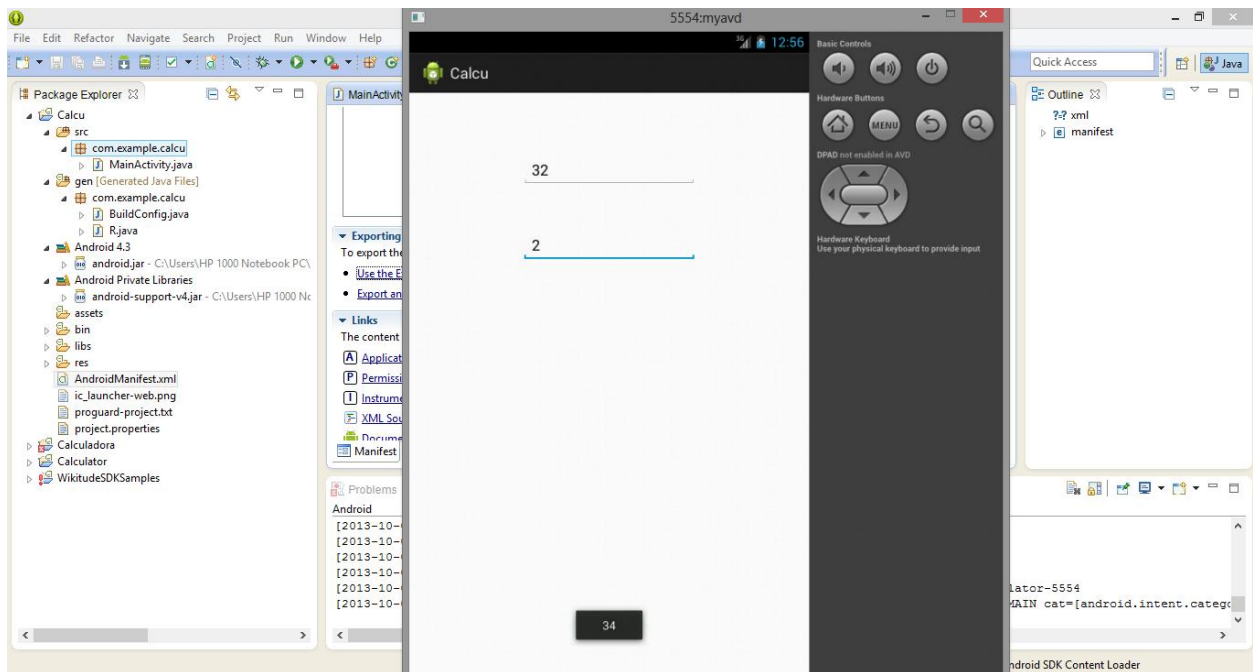 5554:myavd
File Edit Refactor Navigate Search Project Run Window Help
Quick Access
Java
Package Explorer
Calcu
src
com.example.calcu
MainActivity.java
gen [Generated Java Files]
com.example.calcu
BuildConfig.java
R.java
Android 4.3
android.jar - C:\Users\HP 1000 Notebook PC\
Android Private Libraries
android-support-v4.jar - C:\Users\HP 1000 No
assets
bin
libs
res
AndroidManifest.xml
ic_launcher-web.png
proguard-project.txt
project.properties
Calculadora
Calculator
WikitudeSDKSamples
MainActivity
Exporting
To export the
Use the E
Export an
Links
The content
A Applicat
P Permissi
I Instrume
XML Sou
Docume
Manifest
Problems
Android
[2013-10-
[2013-10-
[2013-10-
[2013-10-
[2013-10-
[2013-10-
3G 12:56
Calcu
32
2
34
Basic Controls
Hardware Buttons
MENU
DPAD not enabled in AVD
Hardware Keyboard
Use your physical keyboard to provide input
Outline
?=? xml
e manifest
lator-5554
MAIN cat=[android.intent.catego
ndroid SDK Content Loader